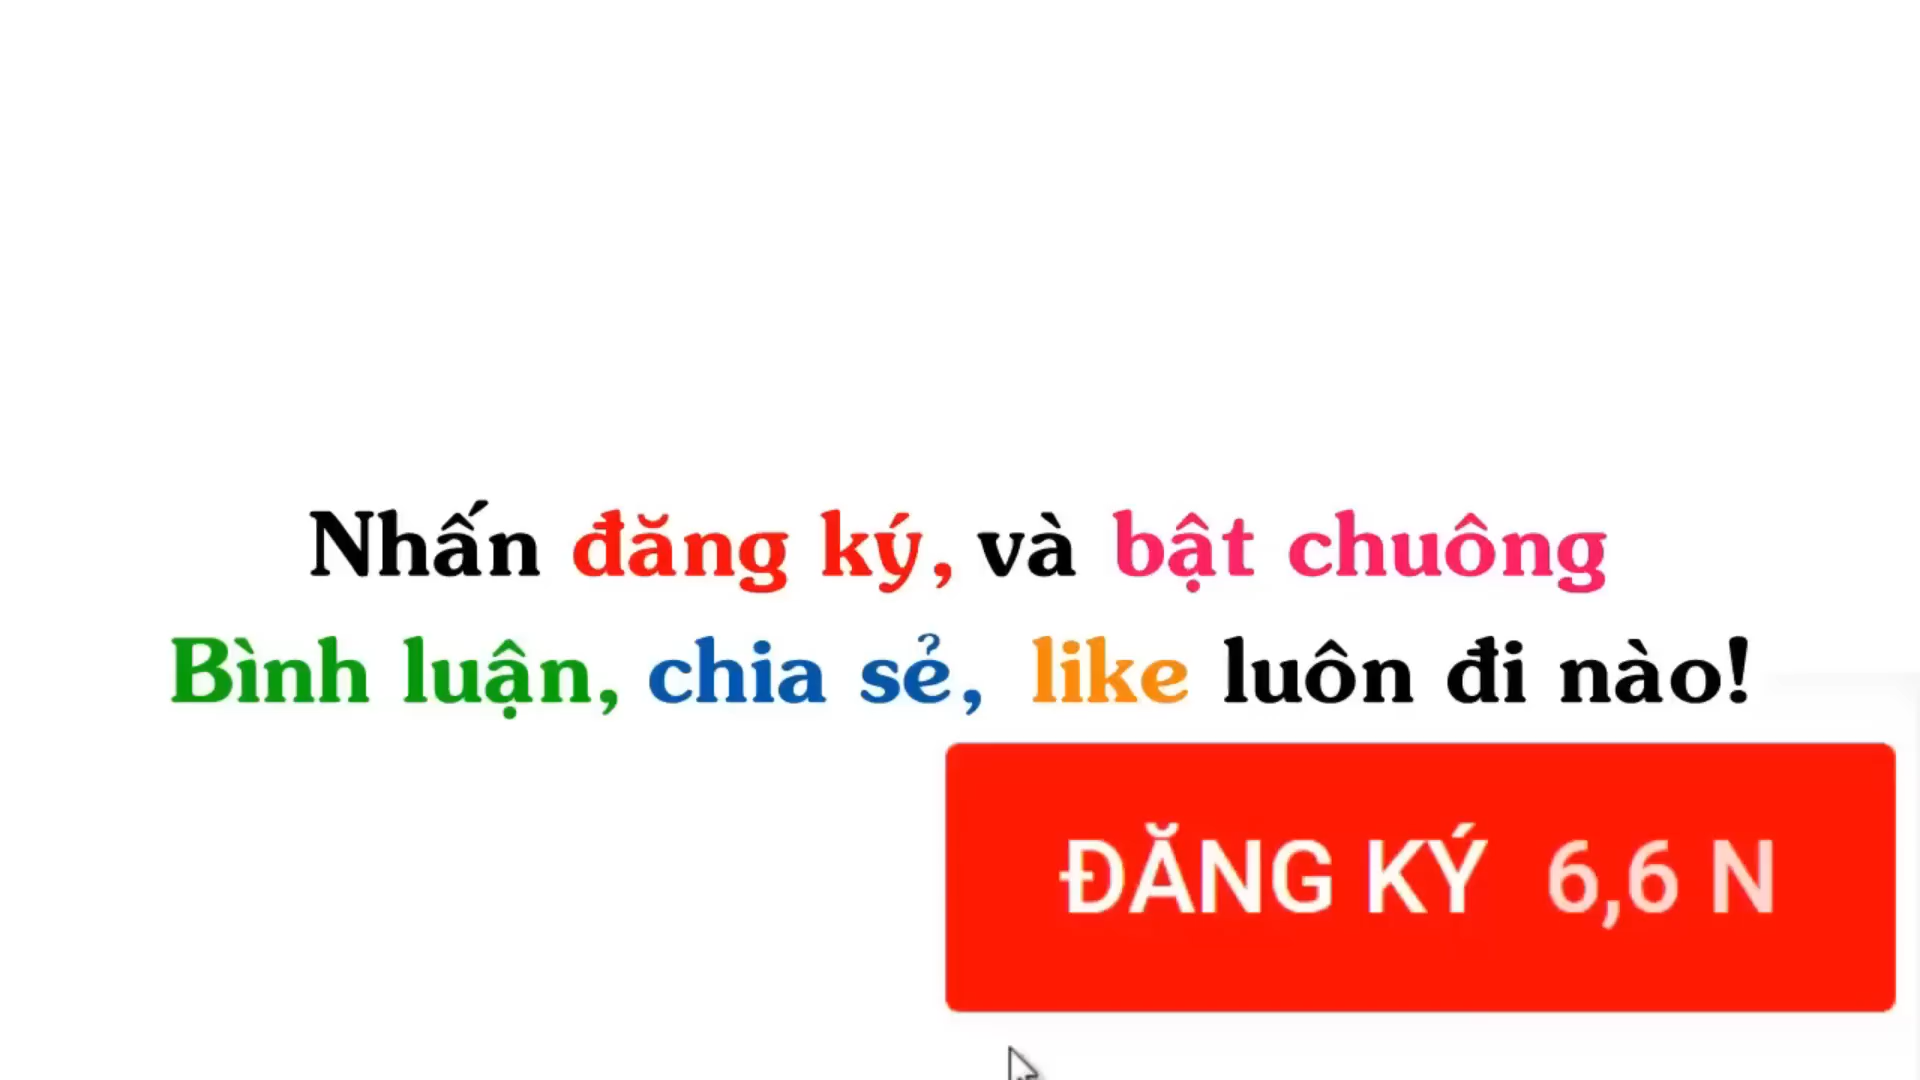 Nhấn đăng ký, và bật chuông
Bình luận, chia sẻ, like luôn đi nào!
ĐĂNG KÝ 6,6 N